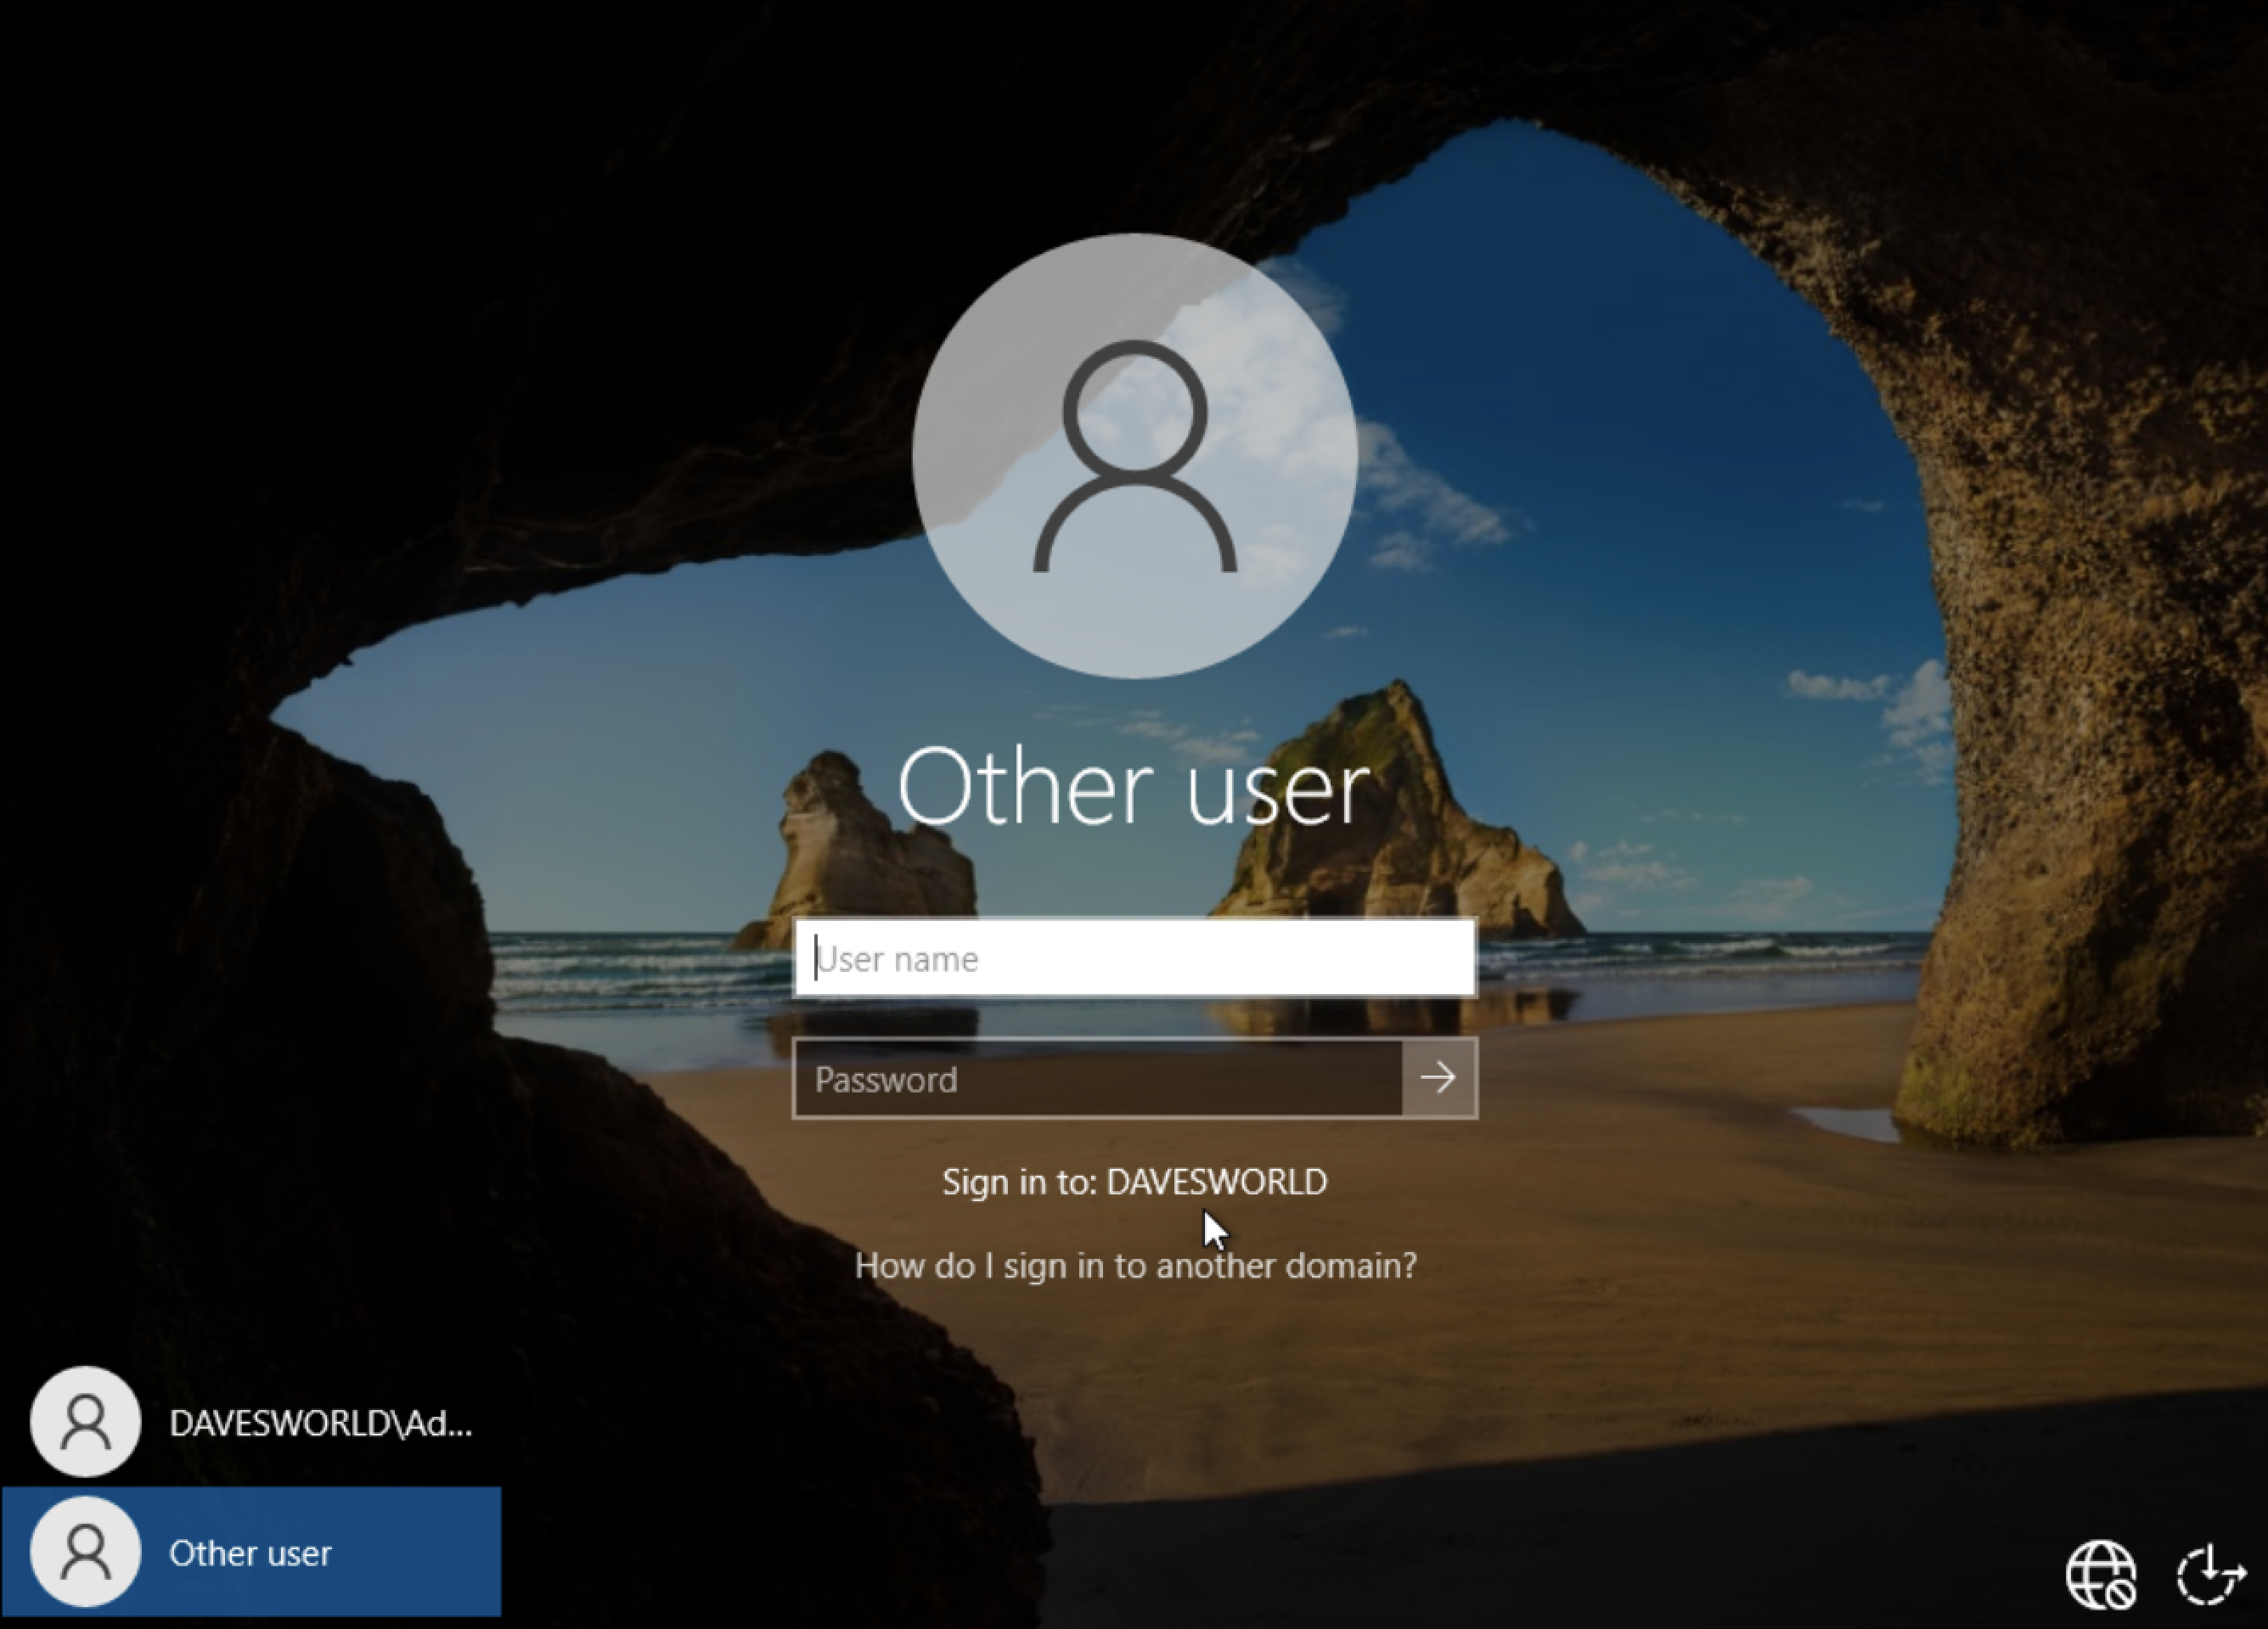 Other user
User name
Password
Sign in to: DAVESWORLD
How do I sign in to another domain?
DAVESWORLD\Ad...
Other user